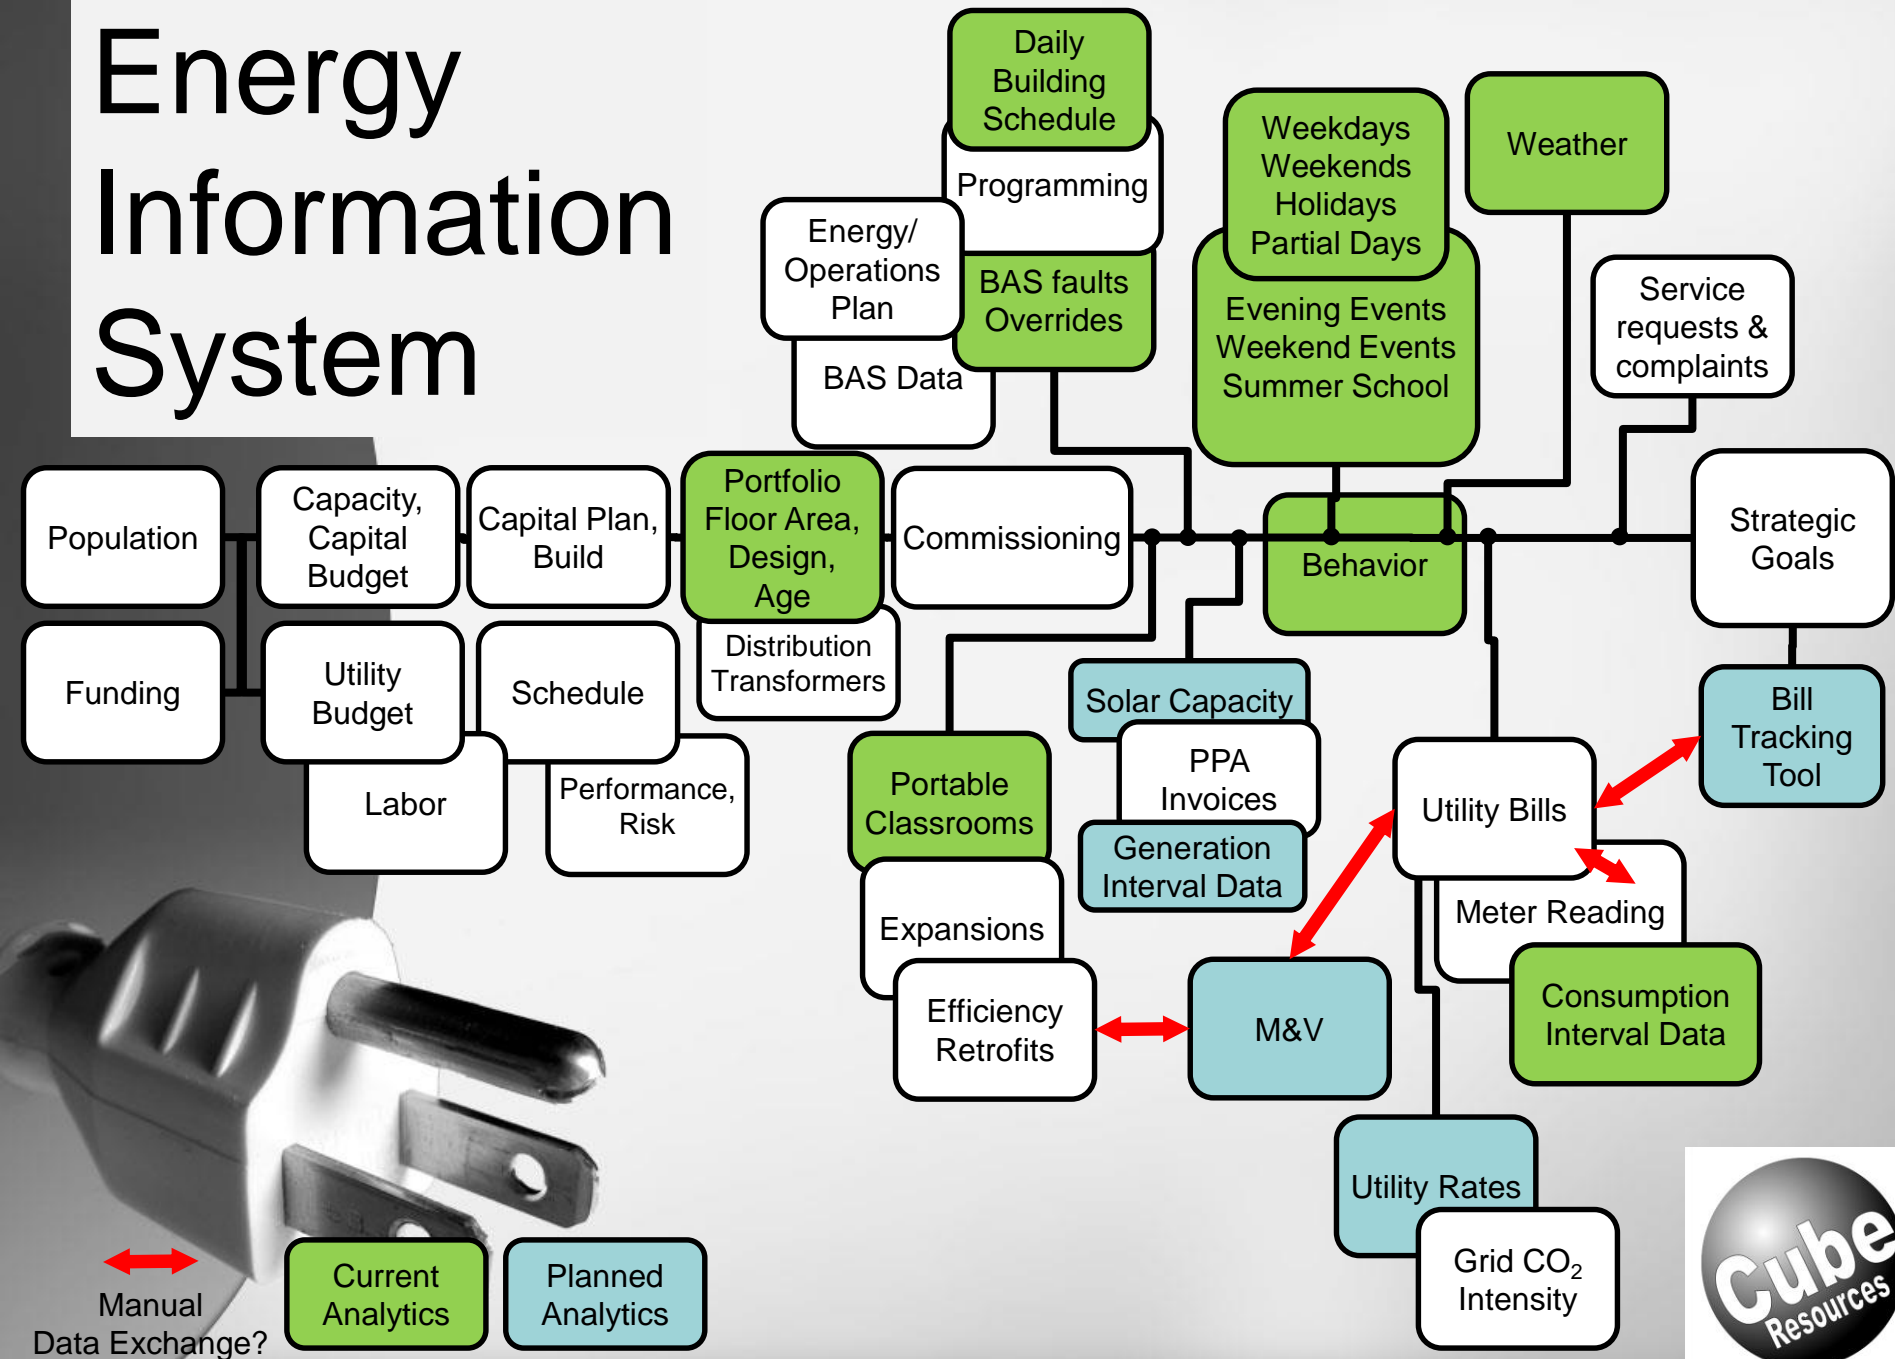 Energy
Information
System
Daily
Building
Schedule
Programming
Energy/
Operations
Plan
BAS faults
Overrides
BAS Data
Weekdays
Weekends
Holidays
Partial Days
Evening Events
Weekend Events
Summer School
Weather
Service
requests &
complaints
Population
Capacity,
Capital
Budget
Capital Plan,
Build
Portfolio
Floor Area,
Design,
Age
Commissioning
Behavior
Strategic
Goals
Funding
Utility
Budget
Schedule
Distribution
Transformers
Labor
Performance,
Risk
Solar Capacity
PPA
Invoices
Generation
Interval Data
Portable
Classrooms
Expansions
Efficiency
Retrofits
M&V
Utility Bills
Bill
Tracking
Tool
Meter Reading
Consumption
Interval Data
Utility Rates
Grid CO₂
Intensity
Manual
Data Exchange?
Current
Analytics
Planned
Analytics
Cube
Resources